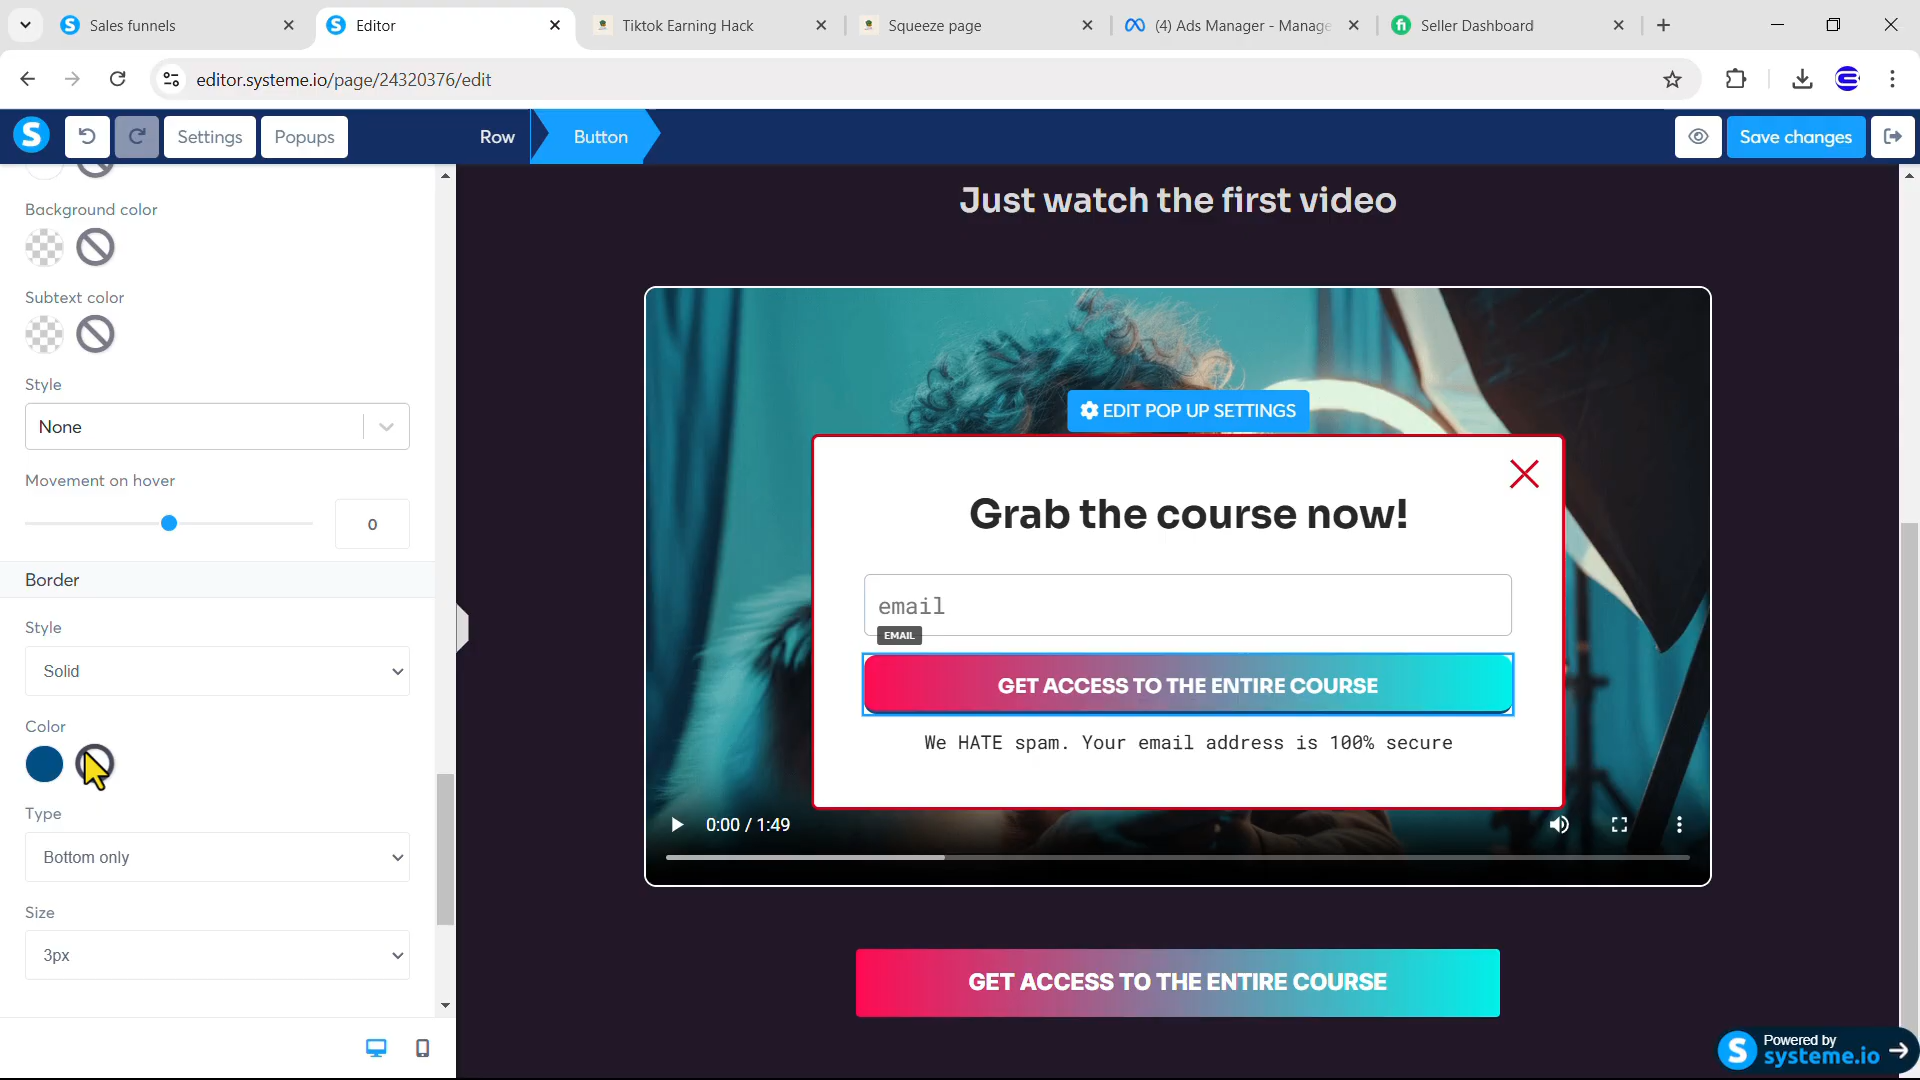 Sales funnels
Editor
Tiktok Earning Hack
Squeeze page
(4) Ads Manager - Manage
Seller Dashboard
editor.systeme.io/page/24320376/edit
Settings
Popups
Row
Button
Save changes
Background color
Subtext color
Style
None
Movement on hover
0
Border
Style
Solid
Color
Type
Bottom only
Size
3px
Just watch the first video
EDIT POP UP SETTINGS
Grab the course now!
email
EMAIL
GET ACCESS TO THE ENTIRE COURSE
We HATE spam. Your email address is 100% secure
0:00 / 1:49
GET ACCESS TO THE ENTIRE COURSE
Powered by
systeme.io